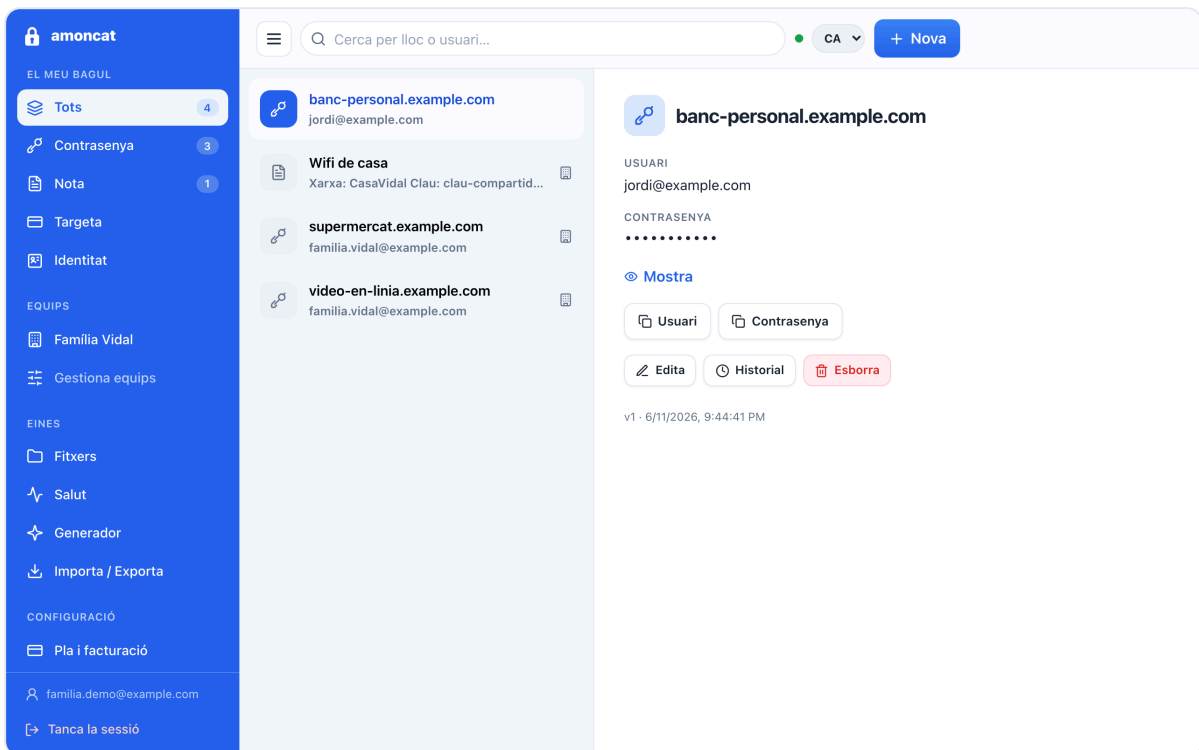 amoncat
EL MEU BAGUL
Tots 4
Contrasenya 3
Nota 1
Targeta
Identitat
EQUIPS
Família Vidal
Gestiona equips
EINES
Fitxers
Salut
Generador
Importa / Exporta
CONFIGURACIÓ
Pla i facturació
familia.demo@example.com
Tanca la sessió
Cerca per lloc o usuari...
CA
Nova
banc-personal.example.com
jordi@example.com
Wifi de casa
Xarxa: CasaVidal Clau: clau-compartid...
supermercat.example.com
familia.vidal@example.com
video-en-linia.example.com
familia.vidal@example.com
banc-personal.example.com
USUARI
jordi@example.com
CONTRASENYA
•••••••••••
Mostra
Usuari Contrasenya
Edita Historial Esborra
v1 · 6/11/2026, 9:44:41 PM